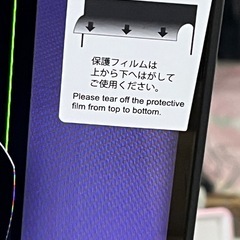 保護フィルムは
上から下へはがして
ご使用ください。
Please tear off the protective
film from top to bottom.